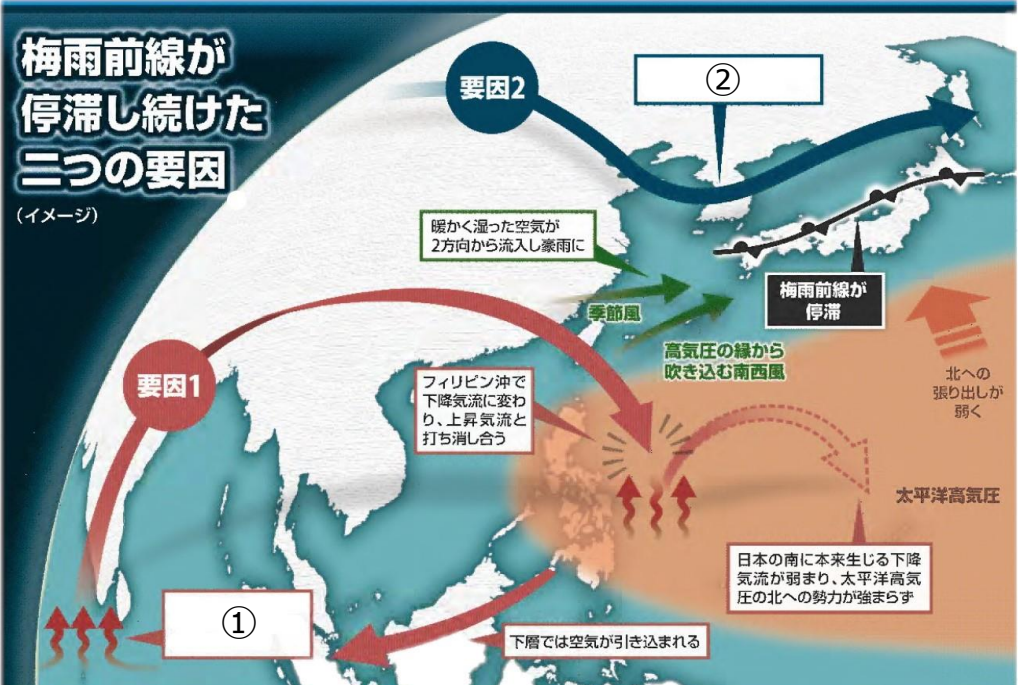 梅雨前線が
停滞し続けた
二つの要因
(イメージ)
要因2
②
暖かく湿った空気が
2方向から流入し豪雨に
季節風
梅雨前線が
停滞
高気圧の縁から
吹き込む南西風
北への
張り出しが
弱く
要因1
フィリピン沖で
下降気流に変わ
り、上昇気流と
打ち消し合う
太平洋高気圧
日本の南に本来生じる下降
気流が弱まり、太平洋高気
圧の北への勢力が強まらず
①
下層では空気が引き込まれる